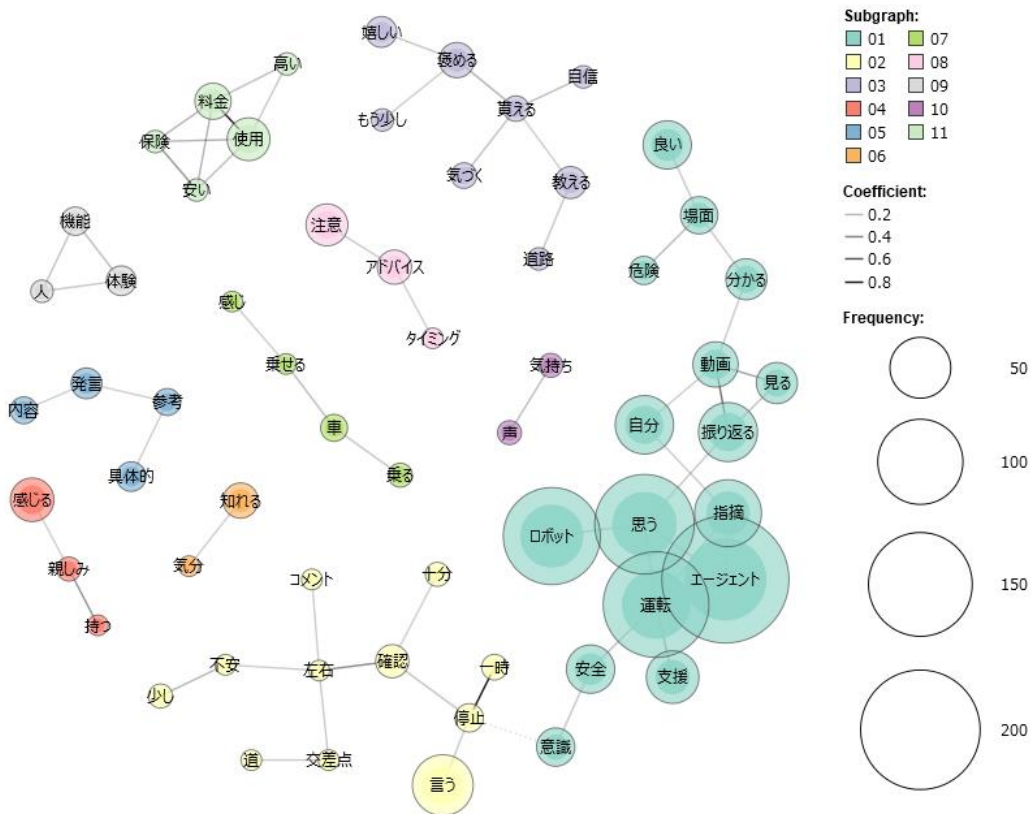 嬉しい
褒める
自信
貰える
もう少し
気づく
教える
道路
高い
料金
使用
保険
安い
機能
体験
人
注意
アドバイス
タイミング
感じ
乗せる
車
乗る
気持ち
声
発言
内容
参考
具体的
感じる
親しみ
持つ
知れる
気分
良い
場面
危険
分かる
動画
見る
自分
振り返る
ロボット
思う
指摘
エージェント
運転
安全
支援
意識
コメント
十分
不安
左右
確認
一時
少し
停止
道
交差点
言う
Subgraph:
01 07
02 08
03 09
04 10
05 11
06
Coefficient:
0.2
0.4
0.6
0.8
Frequency:
50
100
150
200